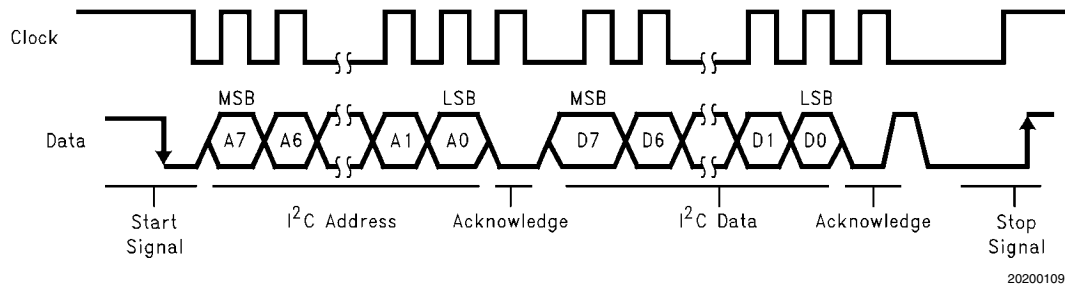 Clock
MSB LSB MSB LSB
Data A7 A6 A1 A0 D7 D6 D1 D0
Start Signal
I²C Address
Acknowledge
I²C Data
Acknowledge
Stop Signal
20200109